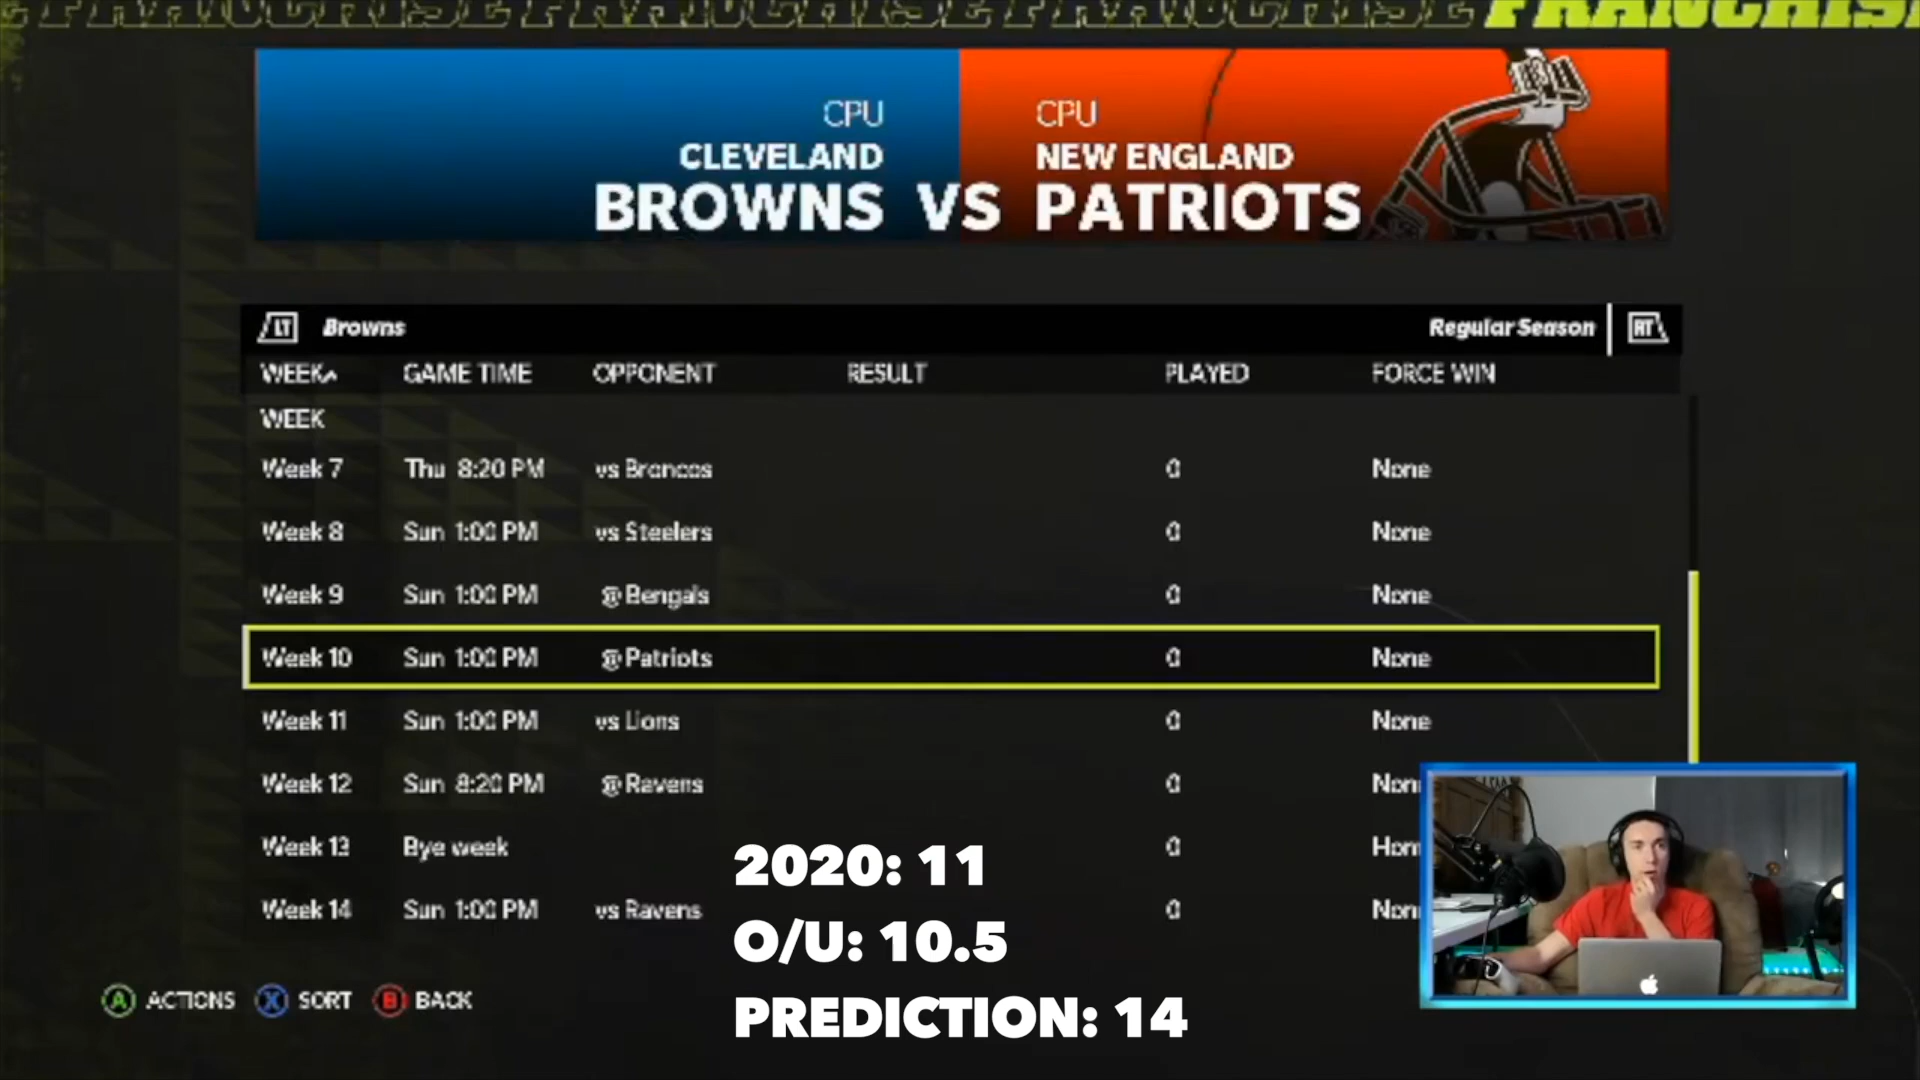 FRANCHISE FRANCHISE FRANCHISE FRANCHISE
CPU
CLEVELAND
BROWNS
VS
CPU
NEW ENGLAND
PATRIOTS
LT Browns Regular Season RT
WEEK GAME TIME OPPONENT RESULT PLAYED FORCE WIN
WEEK
Week 7 Thu 8:20 PM vs Broncos 0 None
Week 8 Sun 1:00 PM vs Steelers 0 None
Week 9 Sun 1:00 PM @ Bengals 0 None
Week 10 Sun 1:00 PM @ Patriots 0 None
Week 11 Sun 1:00 PM vs Lions 0 None
Week 12 Sun 8:20 PM @ Ravens 0 Non
Week 13 Bye week 0 Hom
Week 14 Sun 1:00 PM vs Ravens 0 Non
2020: 11
O/U: 10.5
PREDICTION: 14
A ACTIONS X SORT B BACK